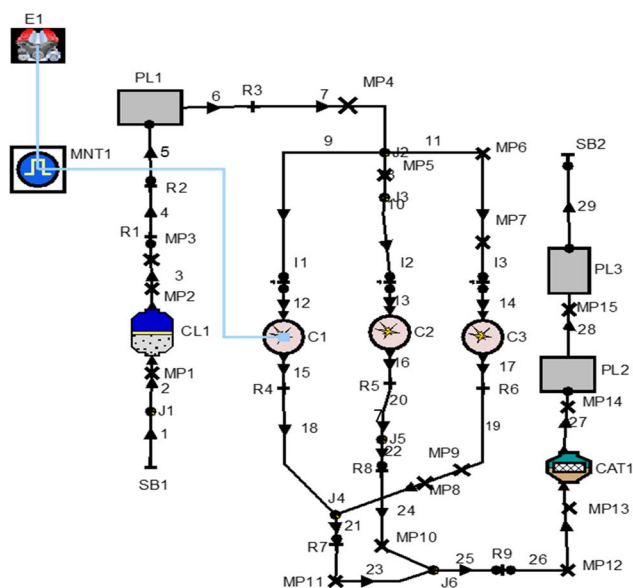 E1
PL1
6
R3
7
MP4
MNT1
5
R2
9
J2
11
MP6
MP5
8
J3
10
SB2
4
R1
MP3
MP7
29
3
MP2
I1
I2
I3
PL3
12
13
14
MP15
CL1
C1
C2
C3
28
MP1
15
16
17
PL2
2
R4
R5
R6
MP14
J1
20
27
1
18
7
J5
19
22
MP9
CAT1
SB1
R8
MP8
J4
24
MP13
21
R7
MP10
25
R9
26
MP12
MP11
23
J6